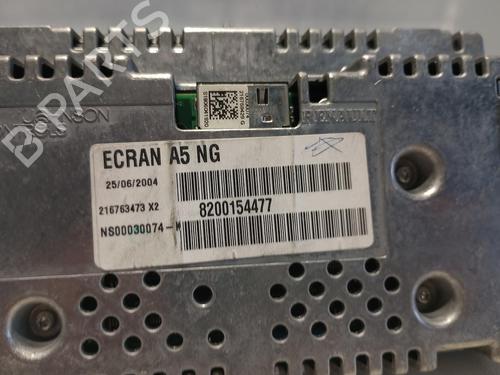 B-PARTS
JOHNSON
RENAULT
ECRAN A5 NG
25/06/2004
216763473 X2
8200154477
NS00030074-M